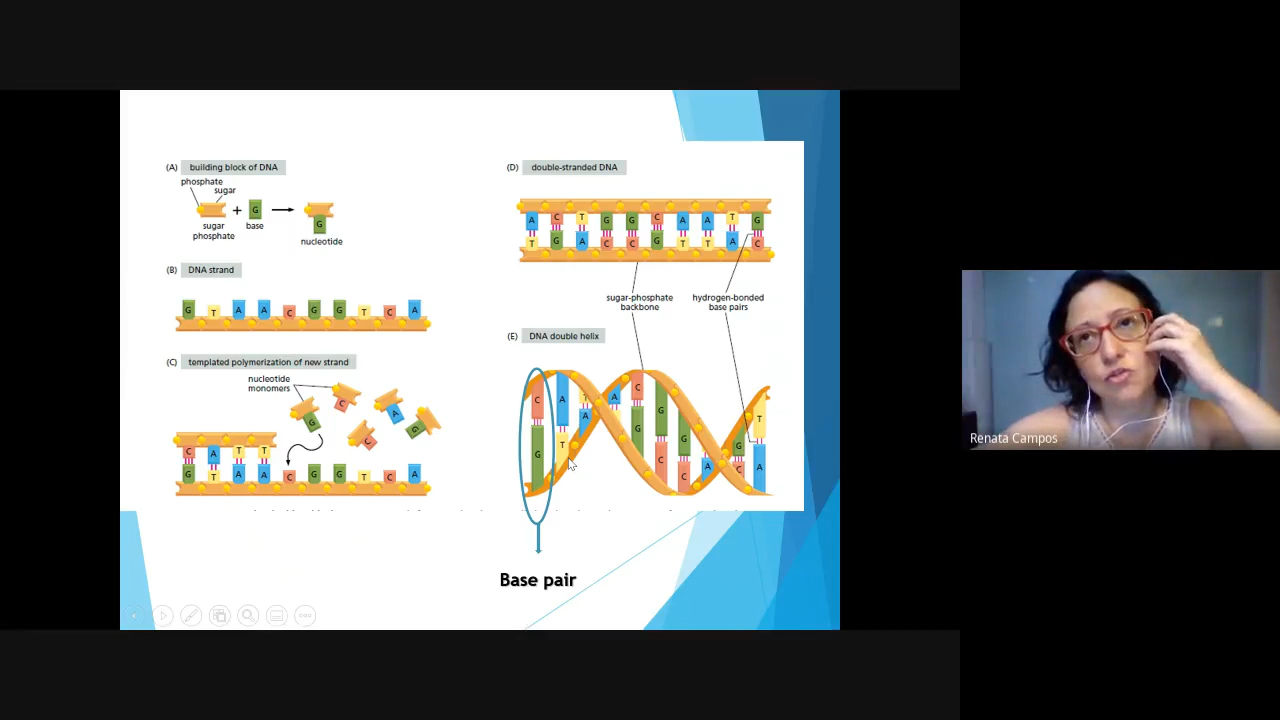 (A) building block of DNA
phosphate
sugar
+ G
sugar
phosphate
base
G
nucleotide
(B) DNA strand
G T A A C G G T C A
(C) templated polymerization of new strand
nucleotide
monomers
C
G
A
G
C
C A T T
G T A A C G G T C A
(D) double-stranded DNA
A C T G G C A A T G
T G A C C G T T A C
sugar-phosphate
backbone
hydrogen-bonded
base pairs
(E) DNA double helix
C A T A C G G G T
G T A G C C A C A
Base pair
Renata Campos